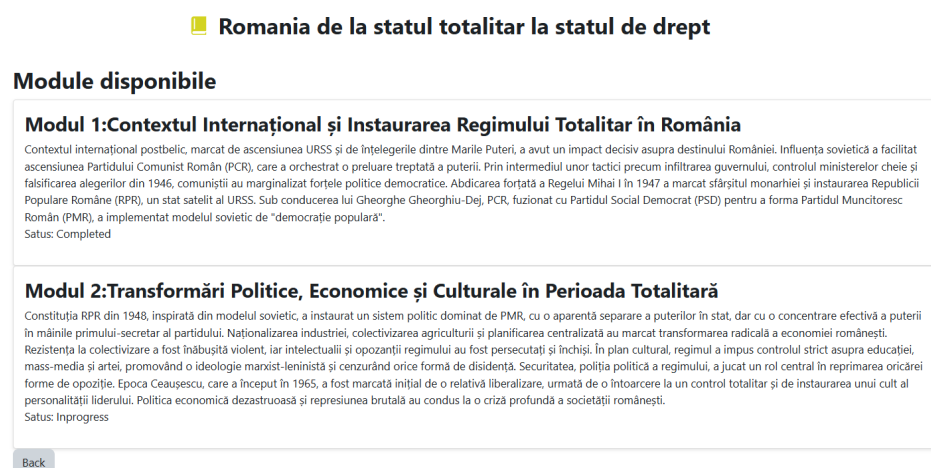 Romania de la statul totalitar la statul de drept
Module disponibile
Modul 1:Contextul Internațional și Instaurarea Regimului Totalitar în România
Contextul internațional postbelic, marcat de ascensiunea URSS și de înțelegerile dintre Marile Puteri, a avut un impact decisiv asupra destinului României. Influența sovietică a facilitat
ascensiunea Partidului Comunist Român (PCR), care a orchestrat o preluare treptată a puterii. Prin intermediul unor tactici precum infiltrarea guvernului, controlul ministerelor cheie și
falsificarea alegerilor din 1946, comuniștii au marginalizat forțele politice democratice. Abdicarea forțată a Regelui Mihai I în 1947 a marcat sfârșitul monarhiei și instaurarea Republicii
Populare Române (RPR), un stat satelit al URSS. Sub conducerea lui Gheorghe Gheorghiu-Dej, PCR, fuzionat cu Partidul Social Democrat (PSD) pentru a forma Partidul Muncitoresc
Român (PMR), a implementat modelul sovietic de "democrație populară".
Satus: Completed
Modul 2:Transformări Politice, Economice și Culturale în Perioada Totalitară
Constituția RPR din 1948, inspirată din modelul sovietic, a instaurat un sistem politic dominat de PMR, cu o aparentă separare a puterilor în stat, dar cu o concentrare efectivă a puterii
în mâinile primului-secretar al partidului. Naționalizarea industriei, colectivizarea agriculturii și planificarea centralizată au marcat transformarea radicală a economiei românești.
Rezistența la colectivizare a fost înăbușită violent, iar intelectualii și opozanții regimului au fost persecutați și închiși. În plan cultural, regimul a impus controlul strict asupra educației,
mass-media și artei, promovând o ideologie marxist-leninistă și cenzurând orice formă de disidență. Securitatea, poliția politică a regimului, a jucat un rol central în reprimarea oricărei
forme de opoziție. Epoca Ceaușescu, care a început în 1965, a fost marcată inițial de o relativă liberalizare, urmată de o întoarcere la un control totalitar și de instaurarea unui cult al
personalității liderului. Politica economică dezastruoasă și represiunea brutală au condus la o criză profundă a societății românești.
Satus: Inprogress
Back